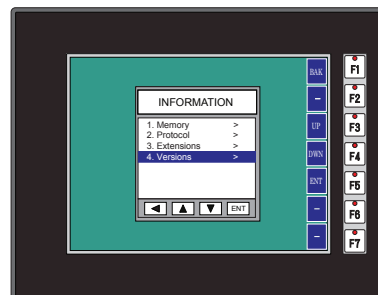 INFORMATION
1. Memory >
2. Protocol >
3. Extensions >
4. Versions >
ENT
BAK
-
UP
DWN
ENT
-
-
F1
F2
F3
F4
F5
F6
F7